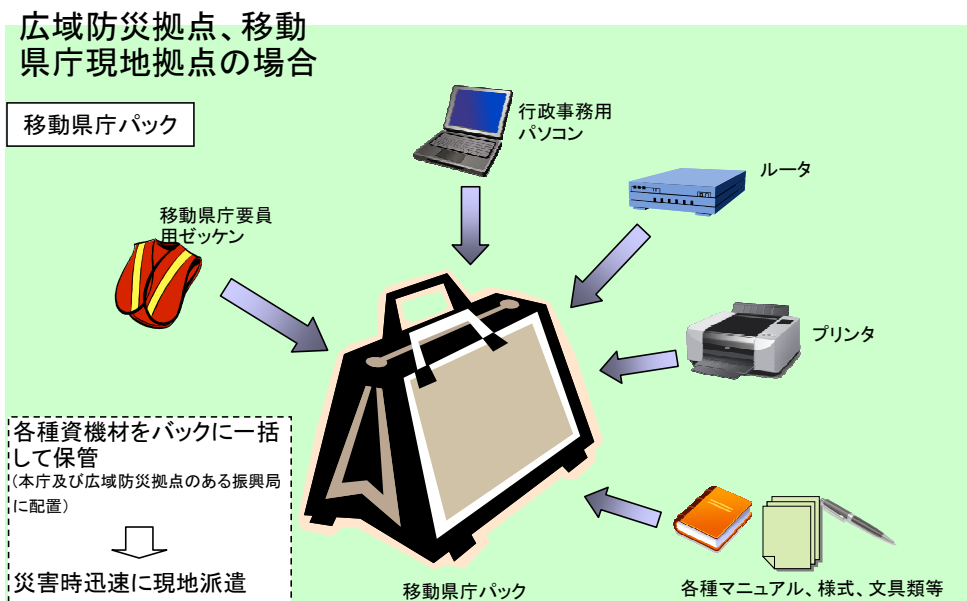 広域防災拠点、移動
県庁現地拠点の場合
移動県庁パック
行政事務用
パソコン
ルータ
移動県庁要員
用ゼッケン
プリンタ
各種資機材をバックに一括
して保管
(本庁及び広域防災拠点のある振興局
に配置)
災害時迅速に現地派遣
移動県庁パック
各種マニュアル、様式、文具類等